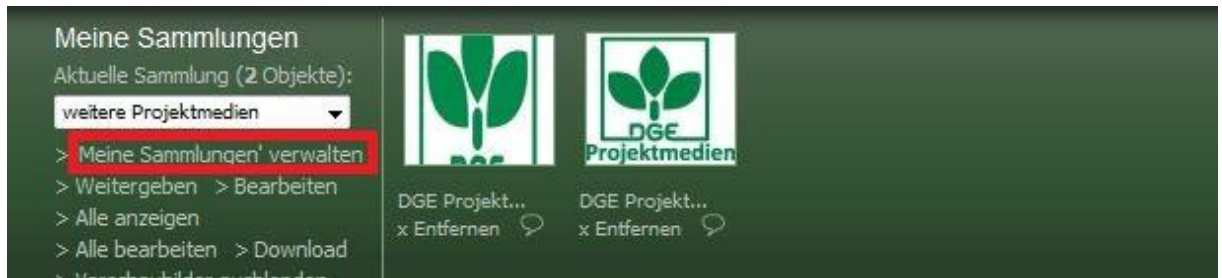 Meine Sammlungen
Aktuelle Sammlung (2 Objekte):
weitere Projektmedien
> Meine Sammlungen' verwalten
> Weitergeben > Bearbeiten
> Alle anzeigen
> Alle bearbeiten > Download
DGE
DGE Projekt...
x Entfernen
DGE
Projektmedien
DGE Projekt...
x Entfernen